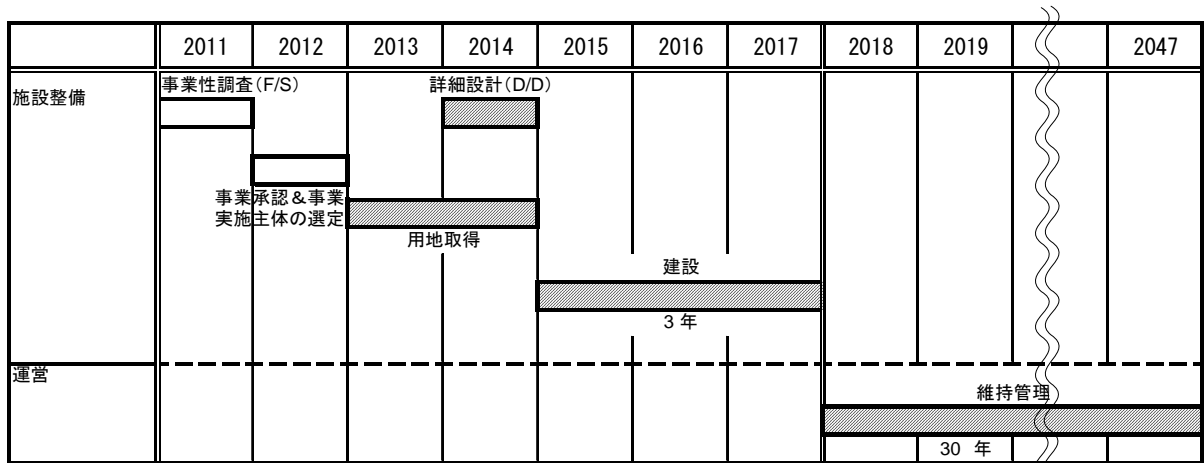 2011 2012 2013 2014 2015 2016 2017 2018 2019 2047
施設整備
事業性調査(F/S)
詳細設計(D/D)
事業承認＆事業
実施主体の選定
用地取得
建設
3 年
運営
維持管理
30 年